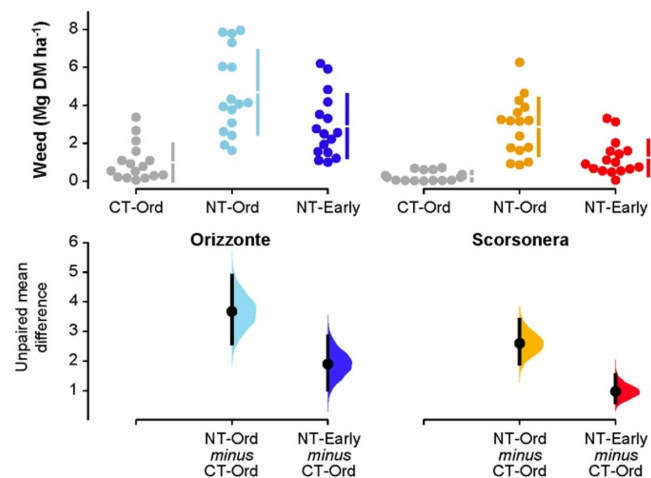 Weed (Mg DM ha⁻¹)
8
6
4
2
0
CT-Ord NT-Ord NT-Early CT-Ord NT-Ord NT-Early
Orizzonte Scorsonera
Unpaired mean
difference
6
5
4
3
2
1
NT-Ord NT-Early NT-Ord NT-Early
minus minus minus minus
CT-Ord CT-Ord CT-Ord CT-Ord